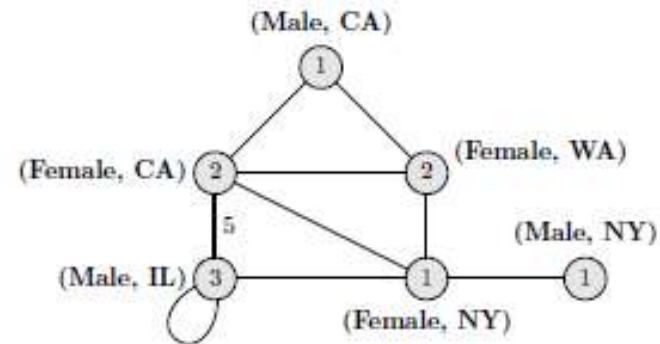 (Male, CA)
1
(Female, CA) 2
2 (Female, WA)
5
(Male, NY)
(Male, IL) 3
1
1
(Female, NY)